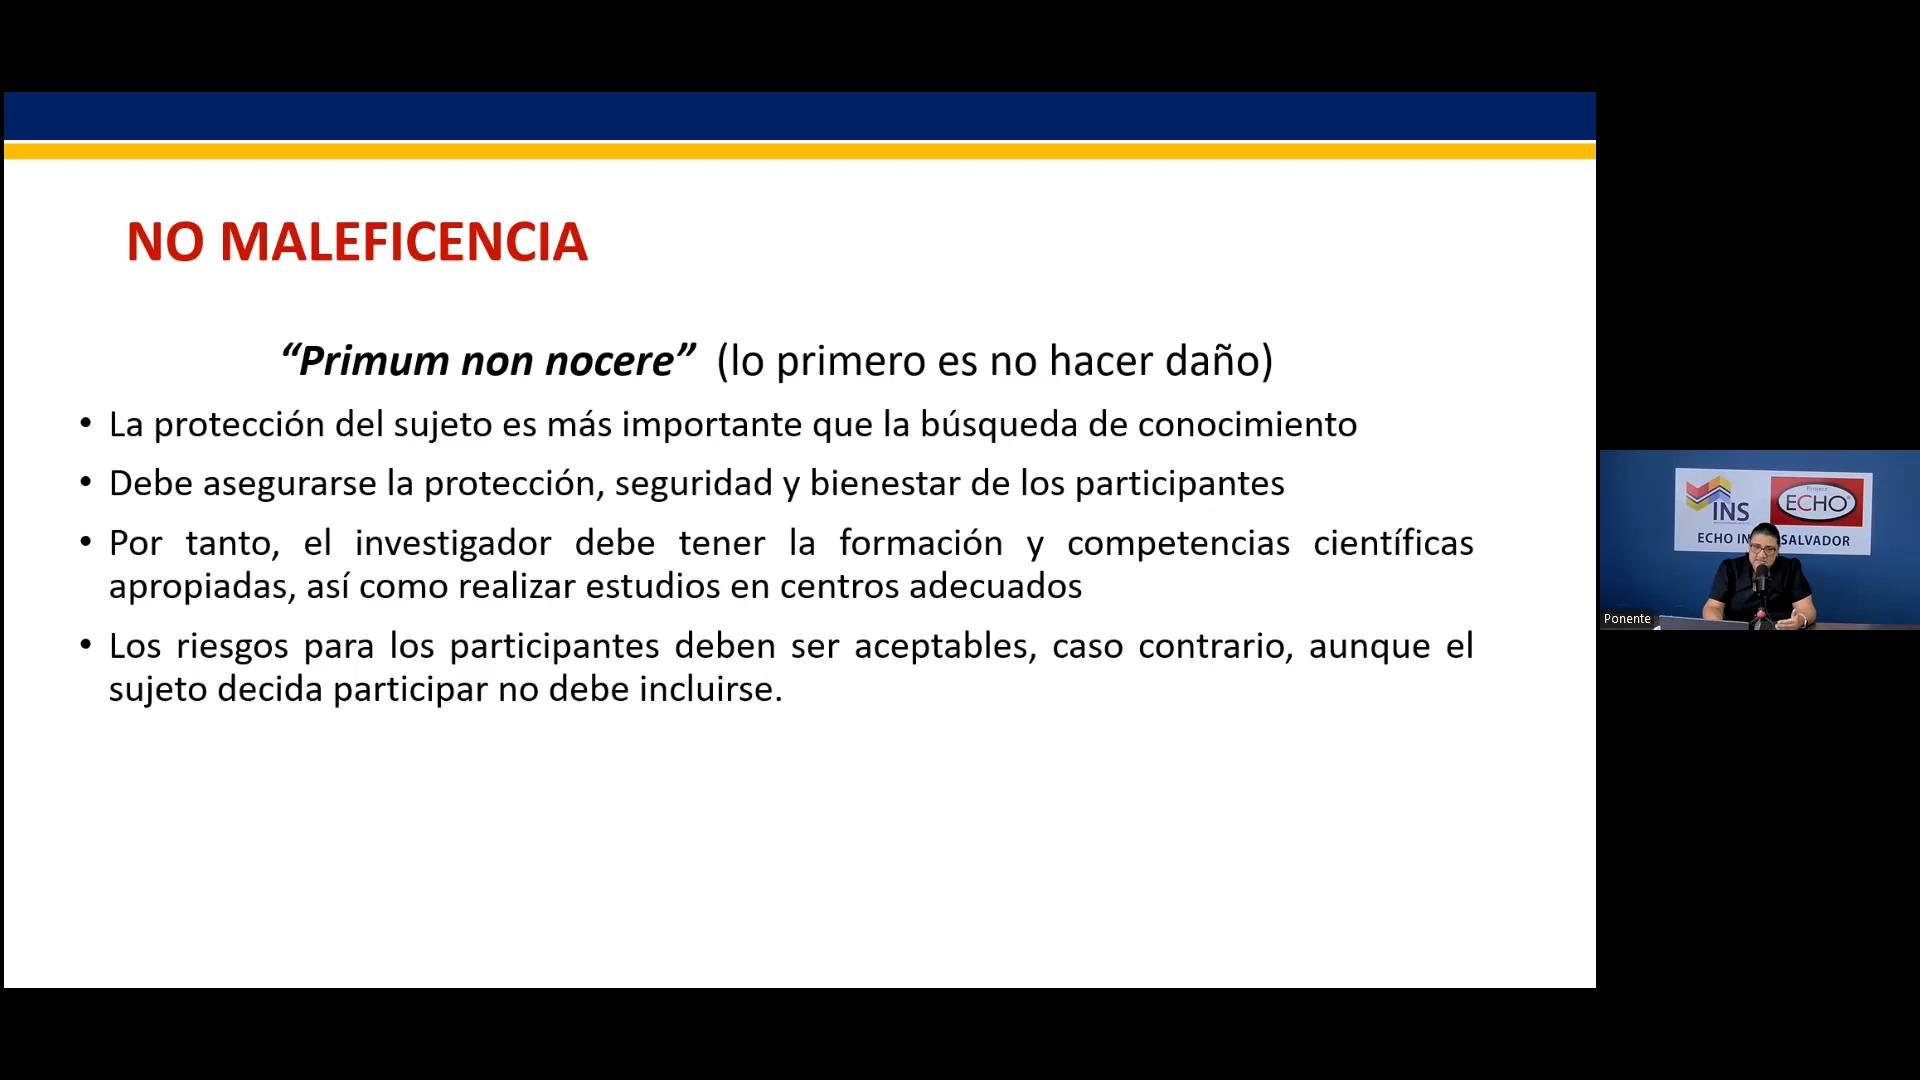 NO MALEFICENCIA
“Primum non nocere” (lo primero es no hacer daño)
• La protección del sujeto es más importante que la búsqueda de conocimiento
• Debe asegurarse la protección, seguridad y bienestar de los participantes
• Por tanto, el investigador debe tener la formación y competencias científicas
apropiadas, así como realizar estudios en centros adecuados
• Los riesgos para los participantes deben ser aceptables, caso contrario, aunque el
sujeto decida participar no debe incluirse.
INS
ECHO
ECHO IN SALVADOR
Ponente